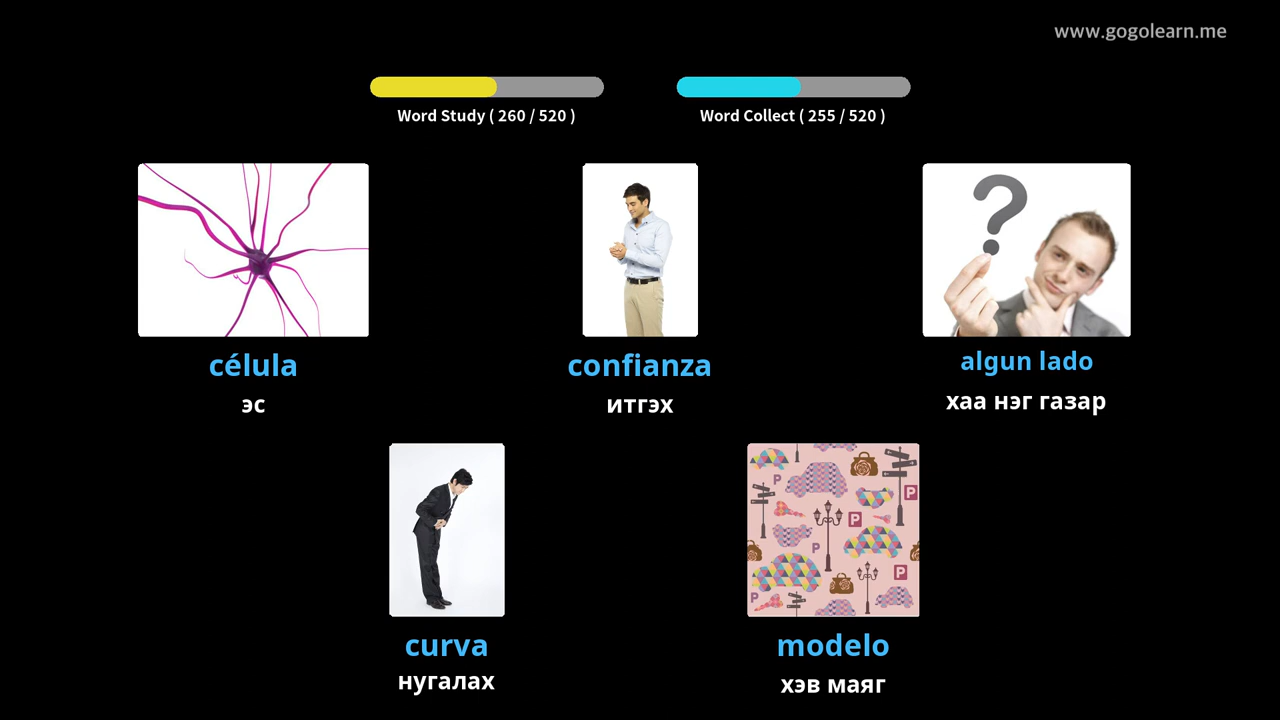 www.gogolearn.me
Word Study ( 260 / 520 )
Word Collect ( 255 / 520 )
célula
эс
confianza
итгэх
algun lado
хаа нэг газар
curva
нугалах
modelo
хэв маяг